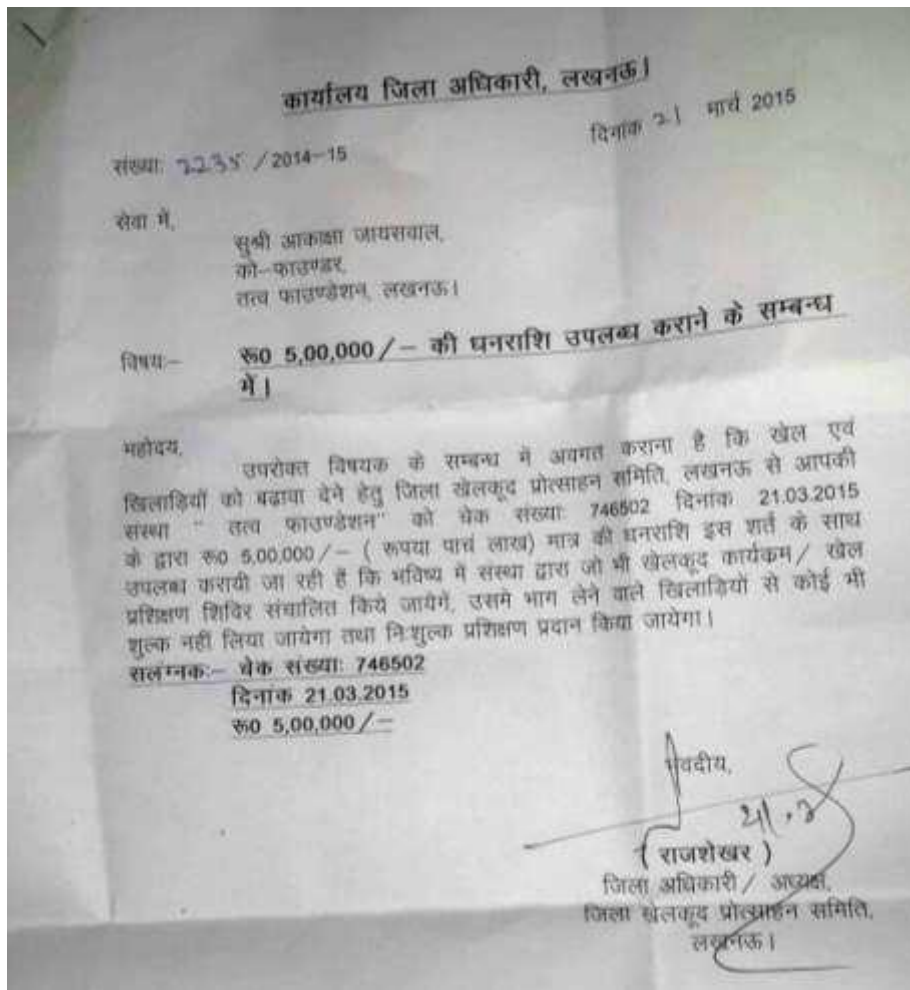 कार्यालय जिला अधिकारी, लखनऊ।
दिनांक 21 मार्च 2015
संख्याः 2235 / 2014-15
सेवा में,
सुश्री आकाक्षा जायसवाल,
को-फाउण्डर,
तत्व फाउण्डेशन, लखनऊ।
विषयः- रू0 5,00,000/- की धनराशि उपलब्ध कराने के सम्बन्ध
में।
महोदय,
उपरोक्त विषयक के सम्बन्ध में अवगत कराना है कि खेल एवं
खिलाड़ियों को बढावा देने हेतु जिला खेलकूद प्रोत्साहन समिति, लखनऊ से आपकी
संस्था " तत्व फाउण्डेशन" को चेक संख्याः 746502 दिनांक 21.03.2015
के द्वारा रू0 5,00,000/- ( रूपया पाचं लाख) मात्र की धनराशि इस शर्त के साथ
उपलब्ध करायी जा रही है कि भविष्य में संस्था द्वारा जो भी खेलकूद कार्यकम/ खेल
प्रशिक्षण शिविर संचालित किये जायेगें, उसमे भाग लेने वाले खिलाड़ियों से कोई भी
शुल्क नहीं लिया जायेगा तथा निःशुल्क प्रशिक्षण प्रदान किया जायेगा।
सलग्नकः- चेक संख्याः 746502
दिनांक 21.03.2015
रू0 5,00,000/-
भवदीय,
21.3
( राजशेखर )
जिला अधिकारी/ अध्यक्ष,
जिला खेलकूद प्रोत्साहन समिति,
लखनऊ।